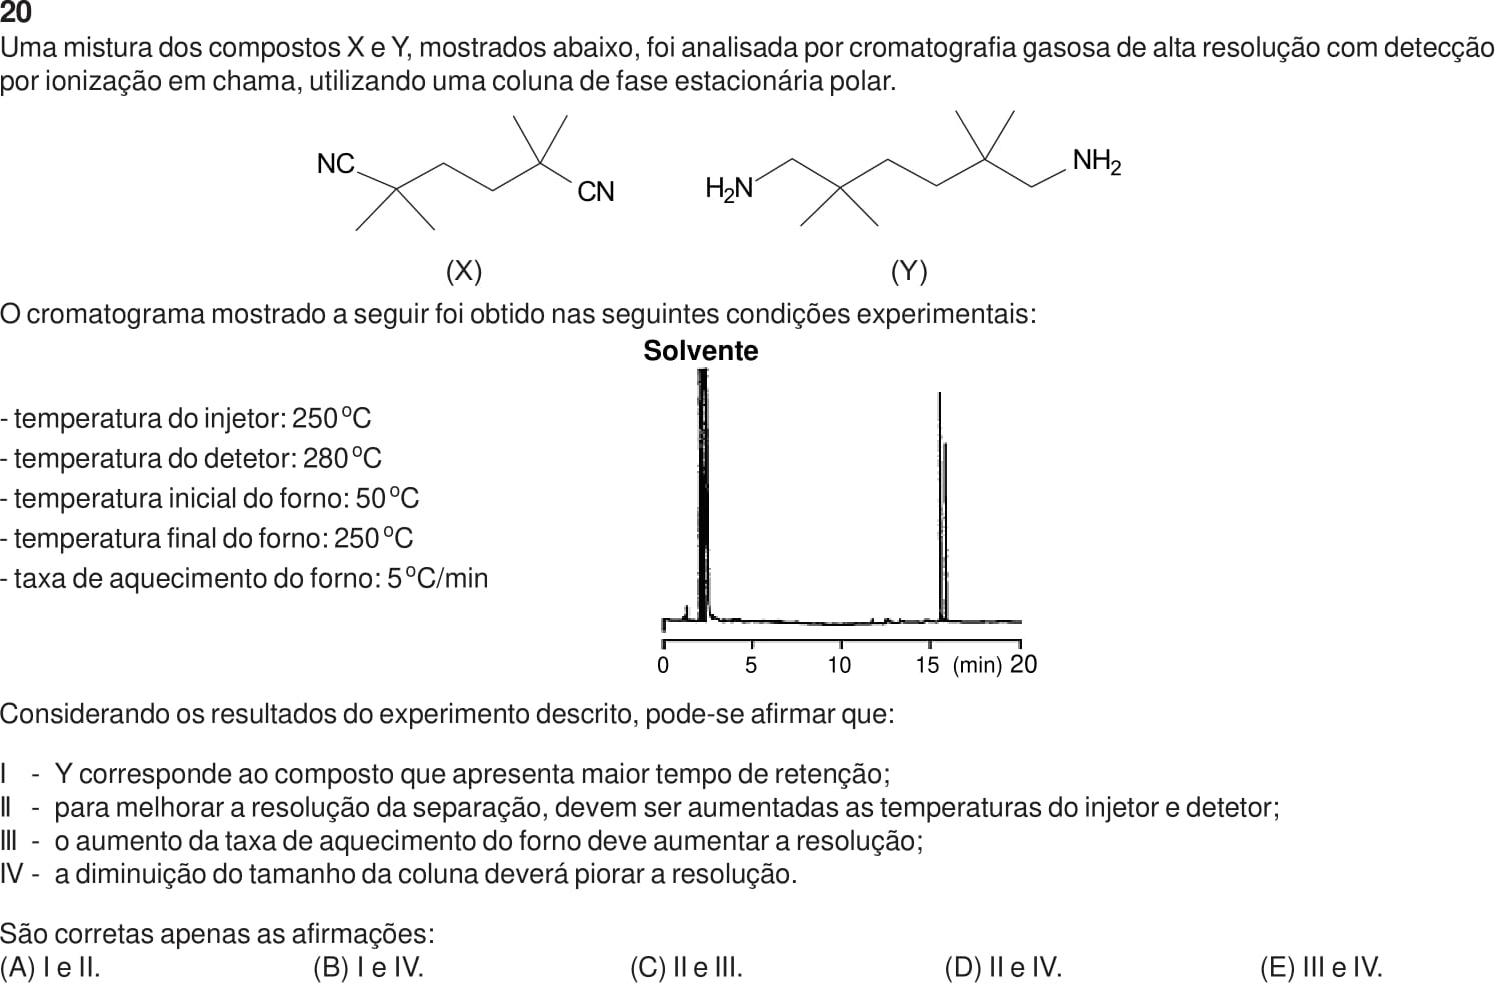 20
Uma mistura dos compostos X e Y, mostrados abaixo, foi analisada por cromatografia gasosa de alta resolução com detecção
por ionização em chama, utilizando uma coluna de fase estacionária polar.
NC
CN
H₂N
NH₂
(X)
(Y)
O cromatograma mostrado a seguir foi obtido nas seguintes condições experimentais:
Solvente
- temperatura do injetor: 250 ºC
- temperatura do detetor: 280 ºC
- temperatura inicial do forno: 50 ºC
- temperatura final do forno: 250 ºC
- taxa de aquecimento do forno: 5 ºC/min
0 5 10 15 (min) 20
Considerando os resultados do experimento descrito, pode-se afirmar que:
I - Y corresponde ao composto que apresenta maior tempo de retenção;
II - para melhorar a resolução da separação, devem ser aumentadas as temperaturas do injetor e detetor;
III - o aumento da taxa de aquecimento do forno deve aumentar a resolução;
IV - a diminuição do tamanho da coluna deverá piorar a resolução.
São corretas apenas as afirmações:
(A) I e II. (B) I e IV. (C) II e III. (D) II e IV. (E) III e IV.